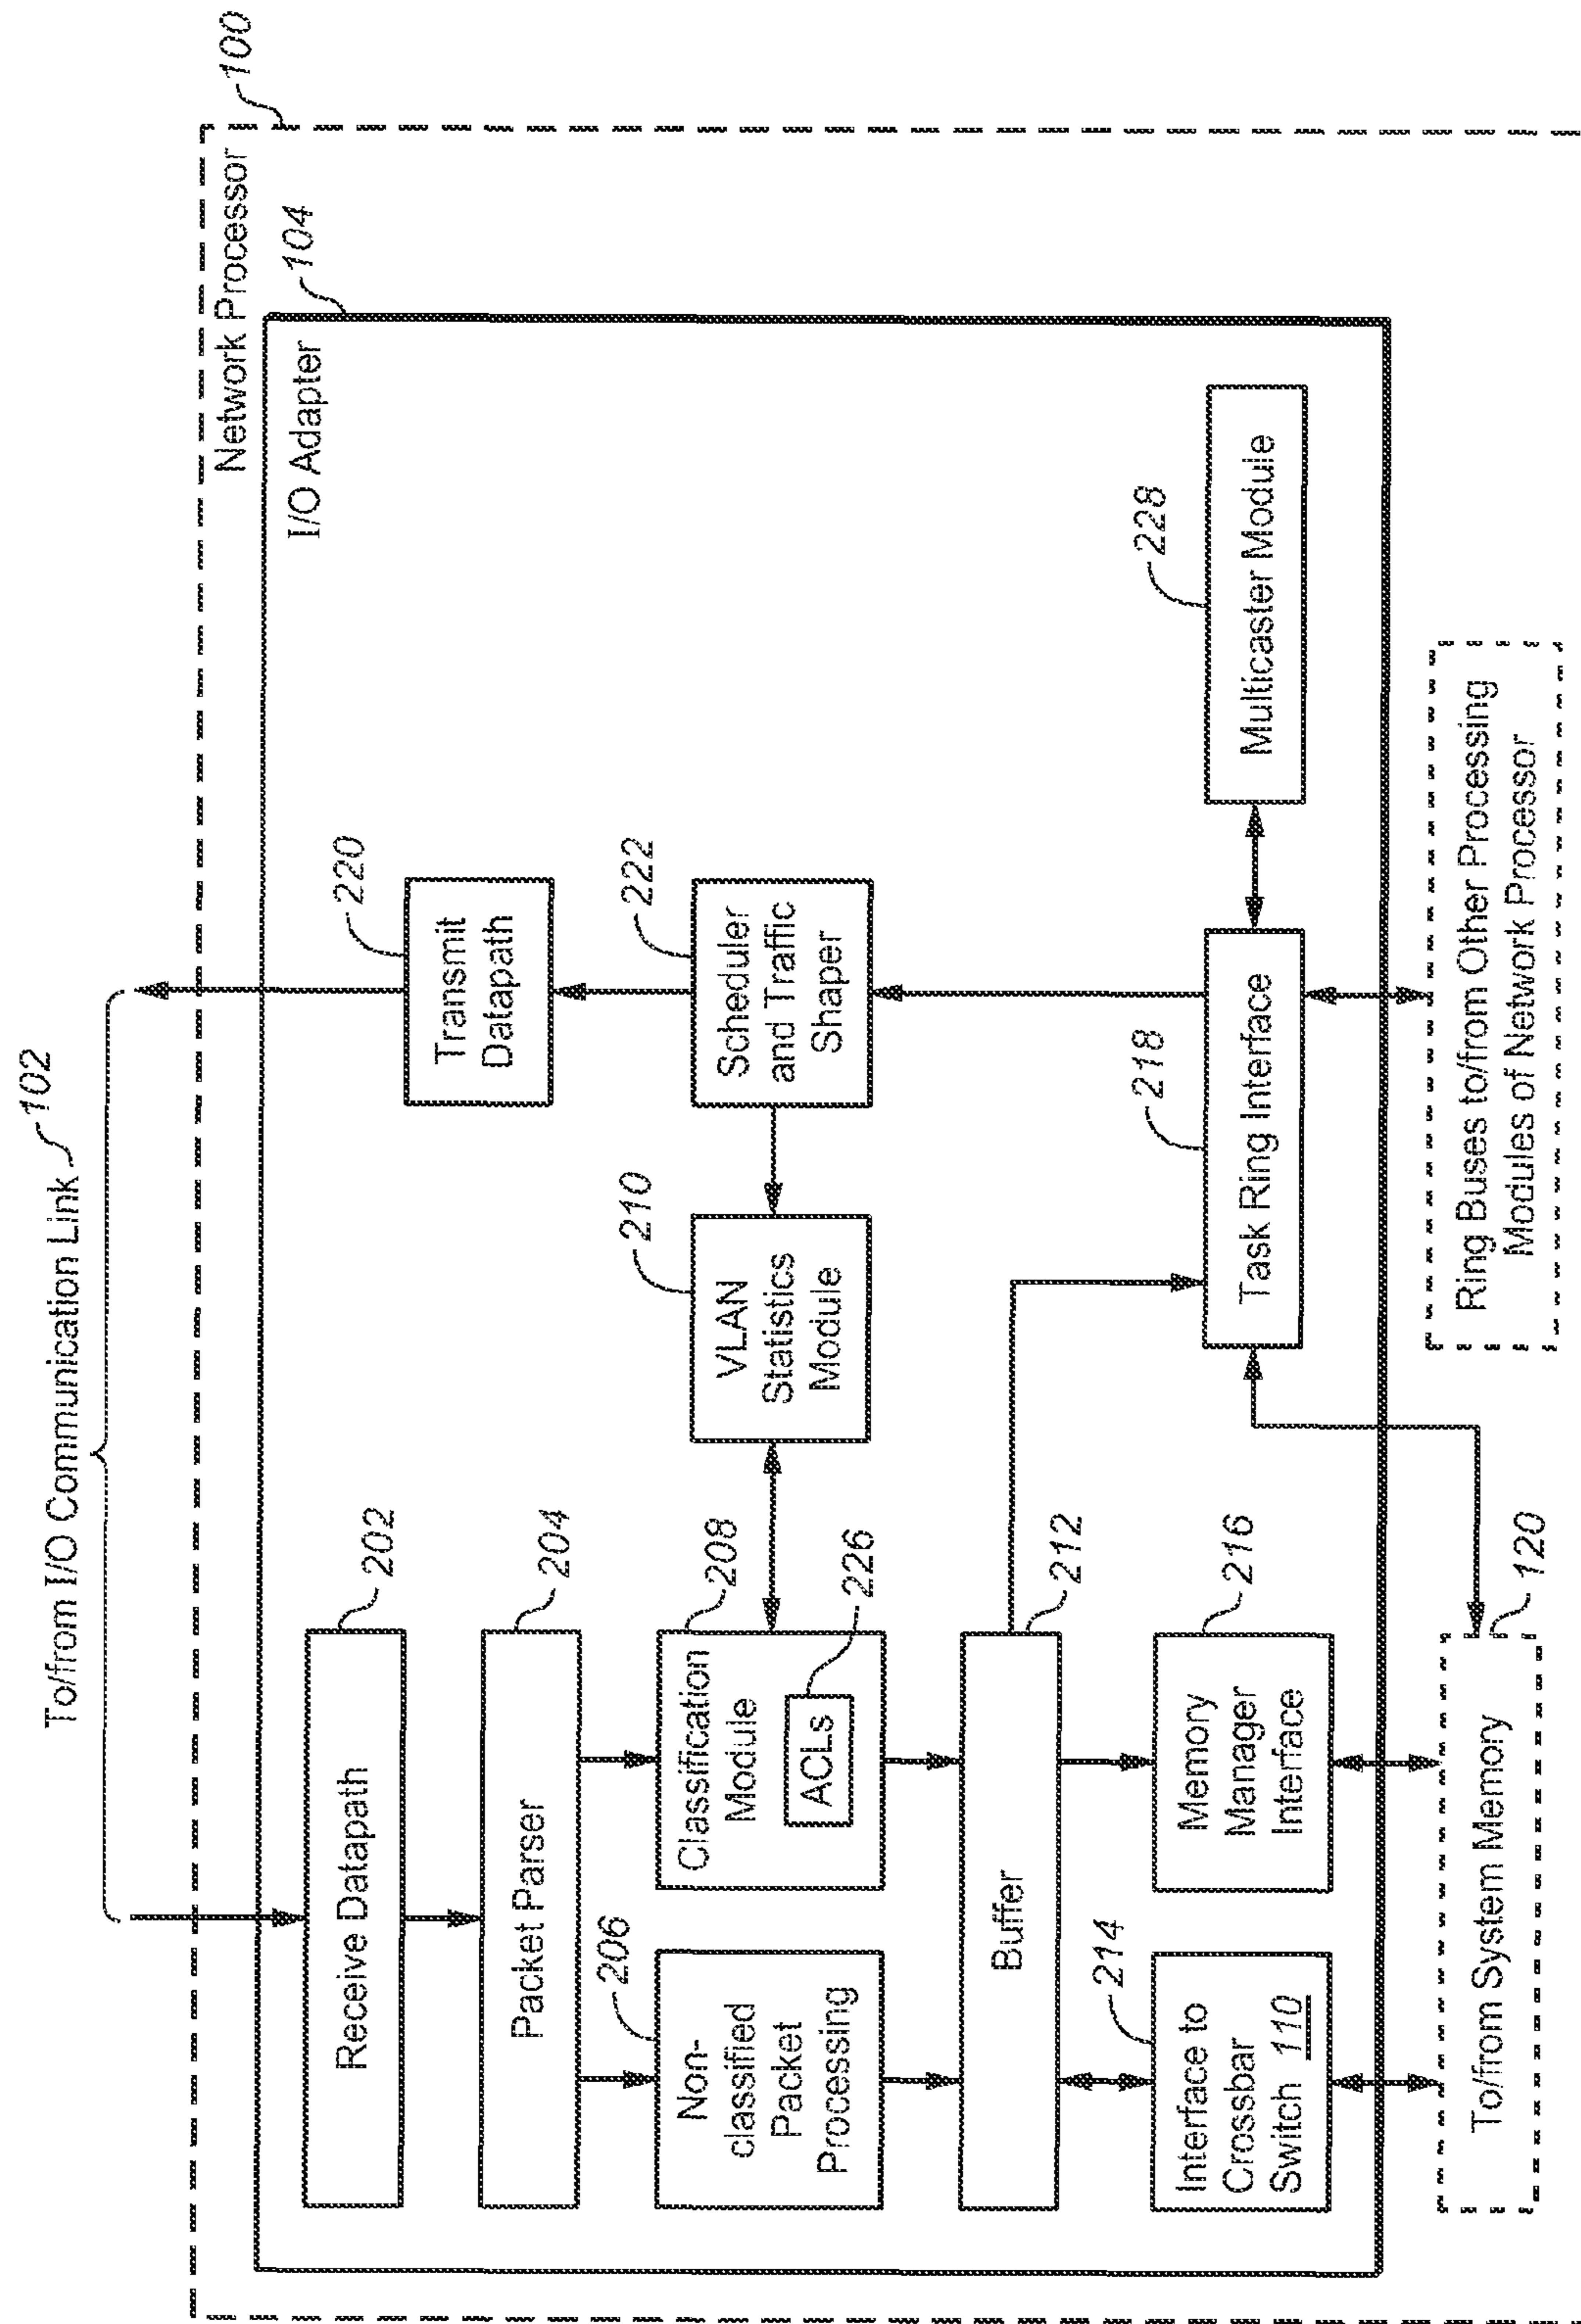 To/from I/O Communication Link
102
100
Network Processor
104
I/O Adapter
202
Receive Datapath
220
Transmit
Datapath
204
Packet Parser
206
Non-
classified
Packet
Processing
208
Classification
Module
226
ACLs
210
VLAN
Statistics
Module
222
Scheduler
and Traffic
Shaper
212
Buffer
214
Interface to
Crossbar
Switch 110
216
Memory
Manager
Interface
218
Task Ring Interface
228
Multicaster Module
120
To/from System Memory
Ring Buses to/from Other Processing
Modules of Network Processor